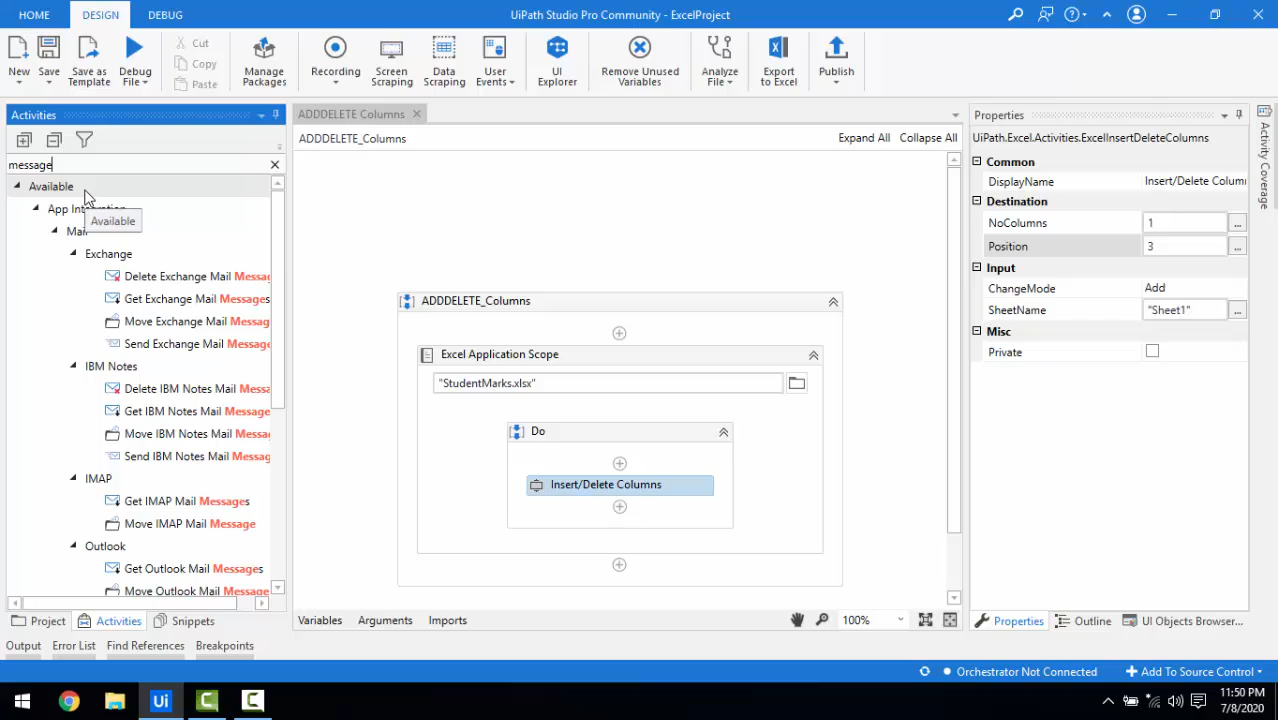 HOME DESIGN DEBUG UiPath Studio Pro Community - ExcelProject
New Save Save as Template Debug File Cut Copy Paste Manage Packages Recording Screen Scraping Data Scraping User Events UI Explorer Remove Unused Variables Analyze File Export to Excel Publish
Activities
message
Available
App Integration
Available
Mail
Exchange
Delete Exchange Mail Messag
Get Exchange Mail Messages
Move Exchange Mail Messag
Send Exchange Mail Messag
IBM Notes
Delete IBM Notes Mail Messag
Get IBM Notes Mail Messag
Move IBM Notes Mail Messag
Send IBM Notes Mail Messag
IMAP
Get IMAP Mail Messages
Move IMAP Mail Message
Outlook
Get Outlook Mail Messages
Move Outlook Mail Message
Project Activities Snippets
ADDDELETE Columns
ADDDELETE_Columns Expand All Collapse All
ADDDELETE_Columns
Excel Application Scope
"StudentMarks.xlsx"
Do
Insert/Delete Columns
Variables Arguments Imports 100%
Properties
UiPath.Excel.Activities.ExcelInsertDeleteColumns
Common
DisplayName Insert/Delete Colum
Destination
NoColumns 1 ...
Position 3 ...
Input
ChangeMode Add
SheetName "Sheet1" ...
Misc
Private
Properties Outline UI Objects Browser...
Activity Coverage
Output Error List Find References Breakpoints
Orchestrator Not Connected Add To Source Control
Ui
11:50 PM
7/8/2020